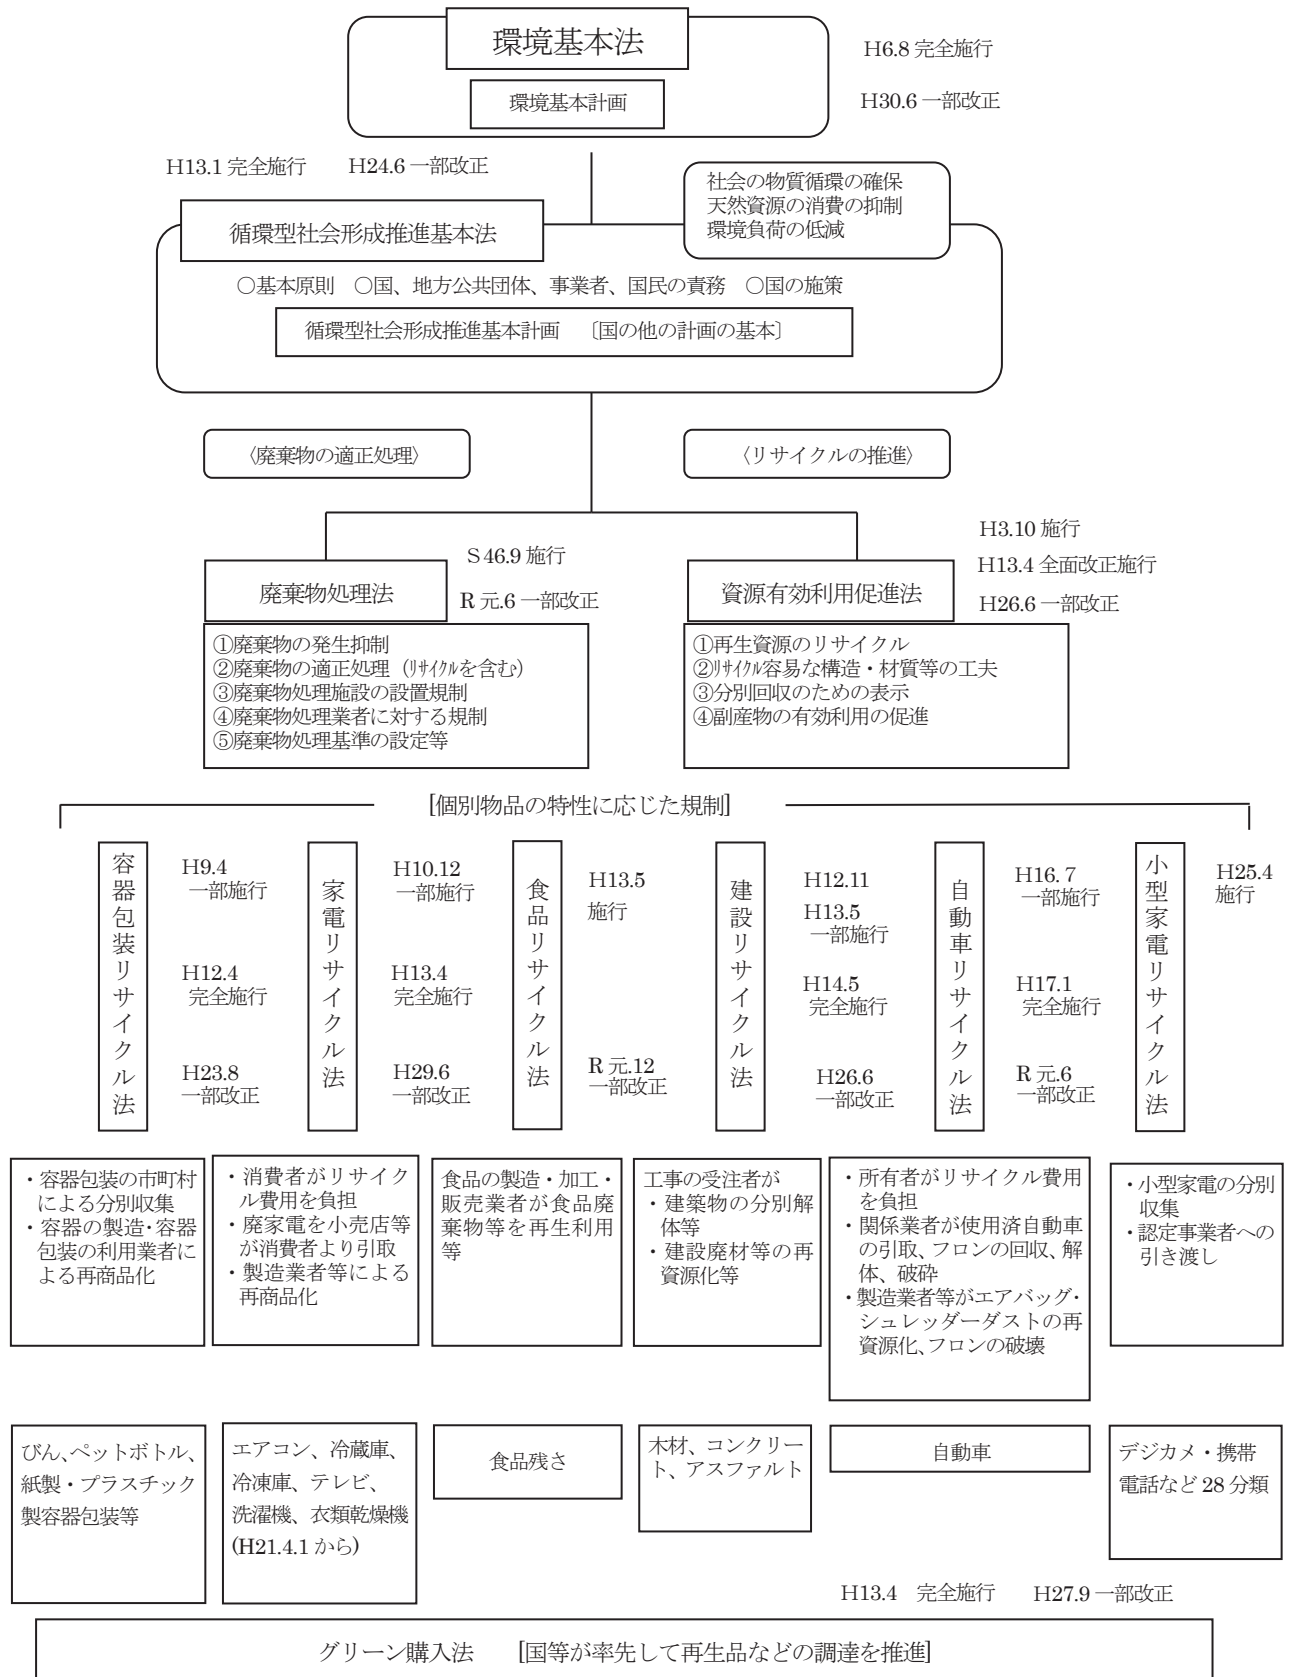 環境基本法
H6.8 完全施行
環境基本計画
H30.6 一部改正
H13.1 完全施行
H24.6 一部改正
社会の物質循環の確保
天然資源の消費の抑制
環境負荷の低減
循環型社会形成推進基本法
○基本原則 ○国、地方公共団体、事業者、国民の責務 ○国の施策
循環型社会形成推進基本計画 〔国の他の計画の基本〕
〈廃棄物の適正処理〉
〈リサイクルの推進〉
S46.9 施行
廃棄物処理法
R 元.6 一部改正
①廃棄物の発生抑制
②廃棄物の適正処理(リサイクルを含む)
③廃棄物処理施設の設置規制
④廃棄物処理業者に対する規制
⑤廃棄物処理基準の設定等
H3.10 施行
H13.4 全面改正施行
資源有効利用促進法
H26.6 一部改正
①再生資源のリサイクル
②リサイクル容易な構造・材質等の工夫
③分別回収のための表示
④副産物の有効利用の促進
[個別物品の特性に応じた規制]
容器包装リサイクル法
H9.4
一部施行
H12.4
完全施行
H23.8
一部改正
家電リサイクル法
H10.12
一部施行
H13.4
完全施行
H29.6
一部改正
食品リサイクル法
H13.5
施行
R 元.12
一部改正
建設リサイクル法
H12.11
H13.5
一部施行
H14.5
完全施行
H26.6
一部改正
自動車リサイクル法
H16.7
一部施行
H17.1
完全施行
R 元.6
一部改正
小型家電リサイクル法
H25.4
施行
・容器包装の市町村
による分別収集
・容器の製造・容器
包装の利用業者に
よる再商品化
・消費者がリサイク
ル費用を負担
・廃家電を小売店等
が消費者より引取
・製造業者等による
再商品化
食品の製造・加工・
販売業者が食品廃
棄物等を再生利用
等
工事の受注者が
・建築物の分別解
体等
・建設廃材等の再
資源化等
・所有者がリサイクル費用
を負担
・関係業者が使用済自動車
の引取、フロンの回収、解
体、破砕
・製造業者等がエアバッグ・
シュレッダーダストの再
資源化、フロンの破壊
・小型家電の分別
収集
・認定事業者への
引き渡し
びん、ペットボトル、
紙製・プラスチック
製容器包装等
エアコン、冷蔵庫、
冷凍庫、テレビ、
洗濯機、衣類乾燥機
(H21.4.1 から)
食品残さ
木材、コンクリー
ト、アスファルト
自動車
デジカメ・携帯
電話など 28 分類
H13.4 完全施行
H27.9 一部改正
グリーン購入法 [国等が率先して再生品などの調達を推進]